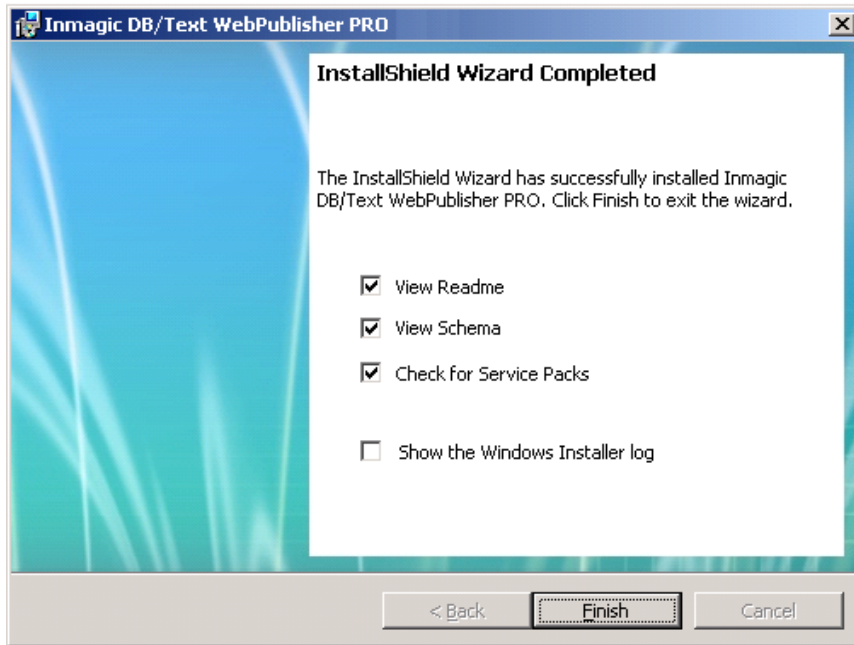 Inmagic DB/Text WebPublisher PRO
InstallShield Wizard Completed
The InstallShield Wizard has successfully installed Inmagic
DB/Text WebPublisher PRO. Click Finish to exit the wizard.
View Readme
View Schema
Check for Service Packs
Show the Windows Installer log
< Back
Finish
Cancel